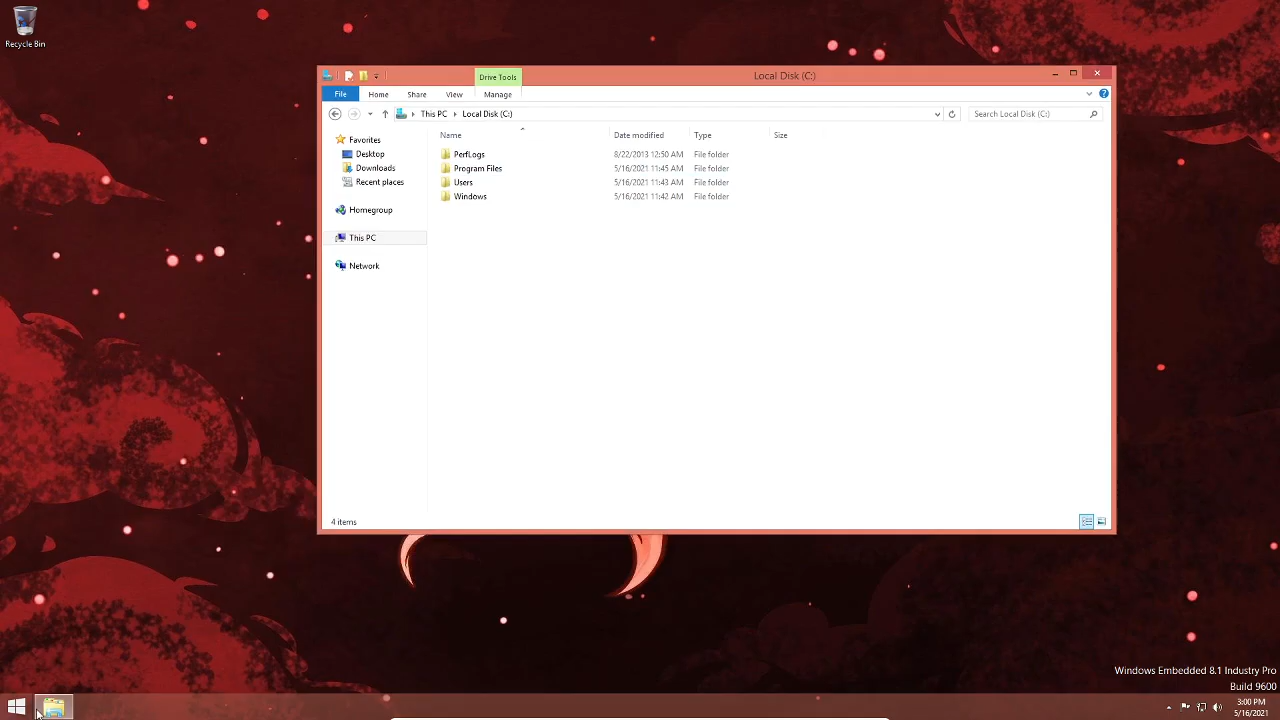 Recycle Bin
Drive Tools
Local Disk (C:)
File Home Share View Manage
This PC Local Disk (C:)
Search Local Disk (C:)
Name Date modified Type Size
Favorites
Desktop
Downloads
Recent places
Homegroup
This PC
Network
PerfLogs 8/22/2013 12:50 AM File folder
Program Files 5/16/2021 11:45 AM File folder
Users 5/16/2021 11:43 AM File folder
Windows 5/16/2021 11:42 AM File folder
4 items
Windows Embedded 8.1 Industry Pro
Build 9600
3:00 PM
5/16/2021